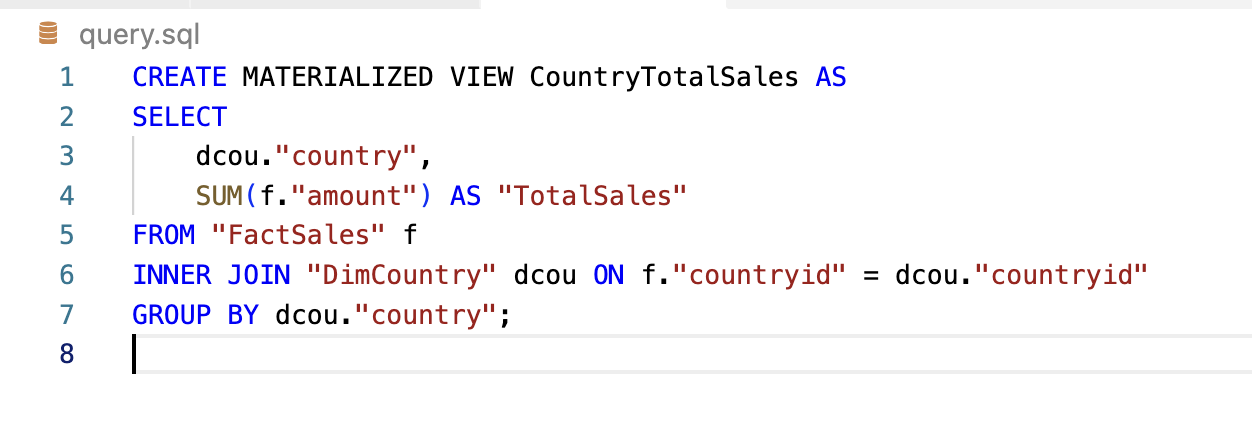 query.sql
1 CREATE MATERIALIZED VIEW CountryTotalSales AS
2 SELECT
3     dcou."country",
4     SUM(f."amount") AS "TotalSales"
5 FROM "FactSales" f
6 INNER JOIN "DimCountry" dcou ON f."countryid" = dcou."countryid"
7 GROUP BY dcou."country";
8